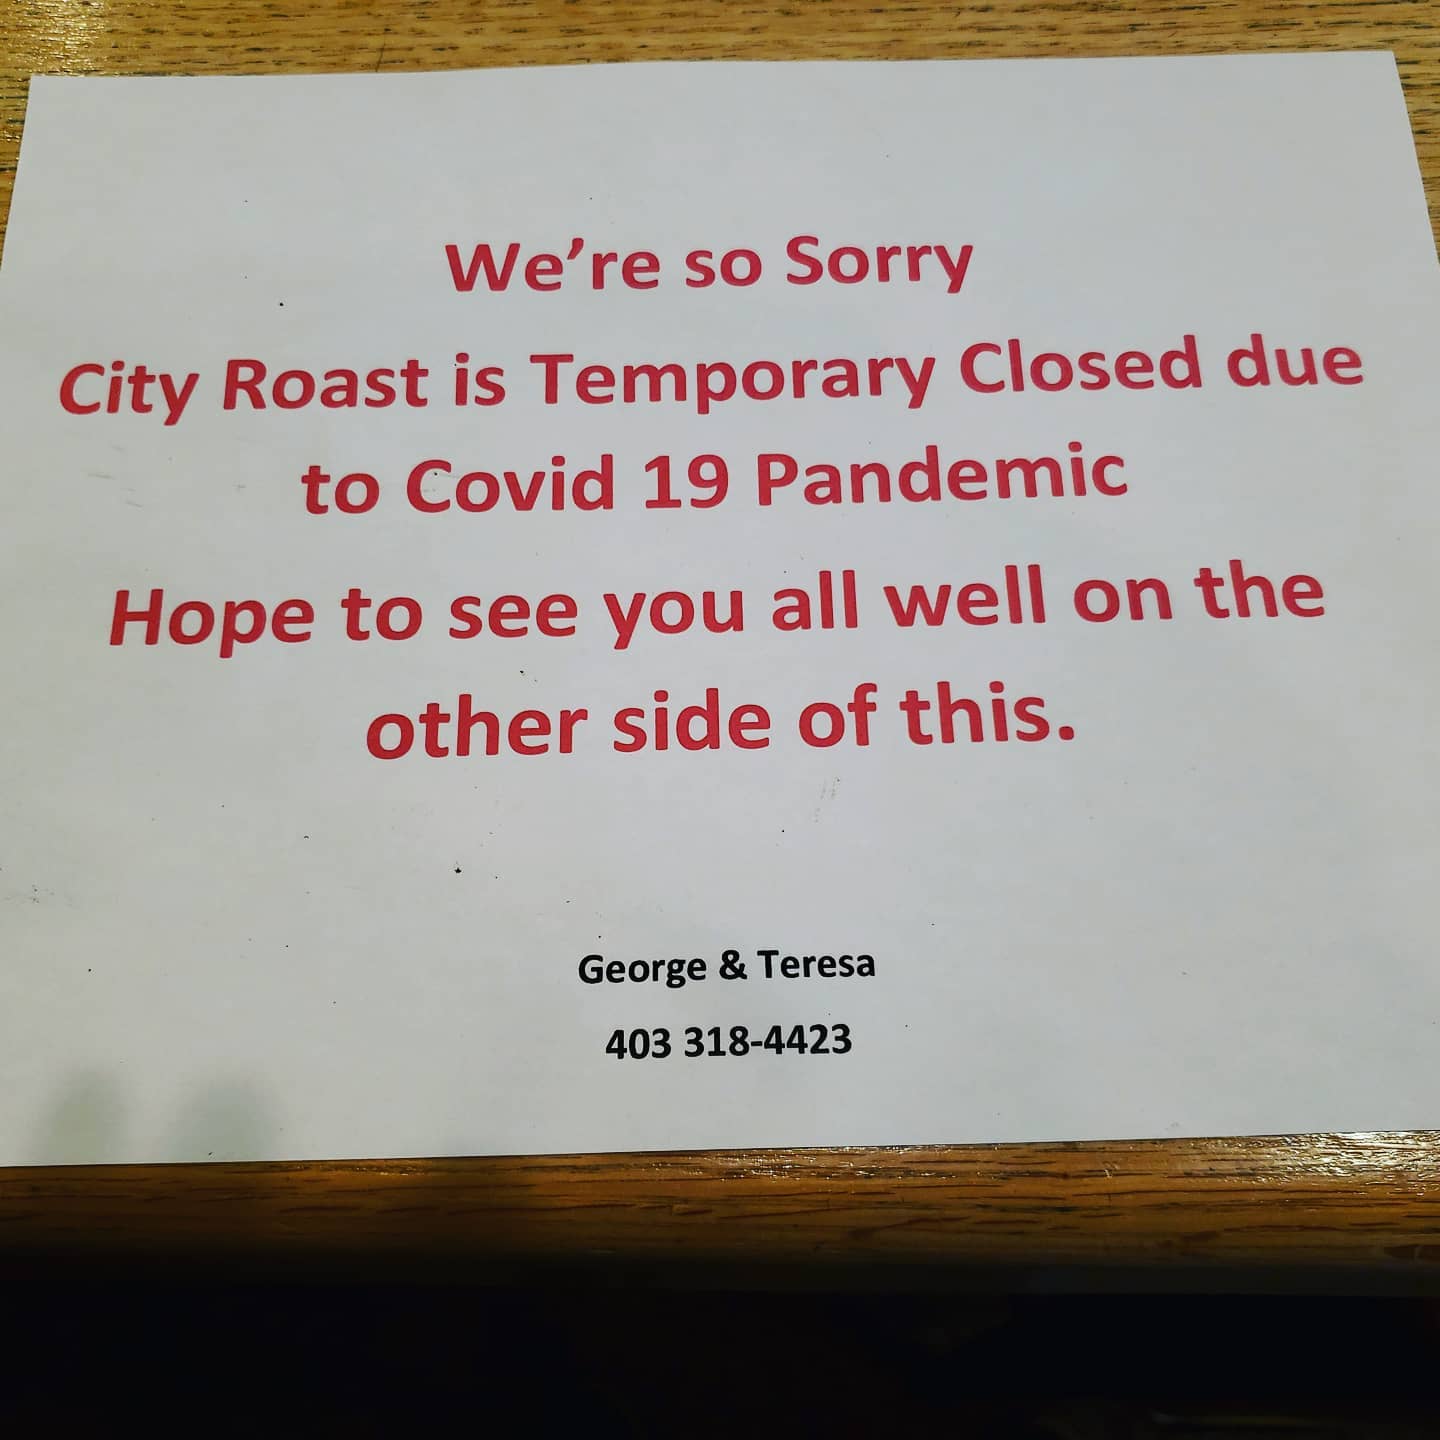 We're so Sorry
City Roast is Temporary Closed due
to Covid 19 Pandemic
Hope to see you all well on the
other side of this.
George & Teresa
403 318-4423